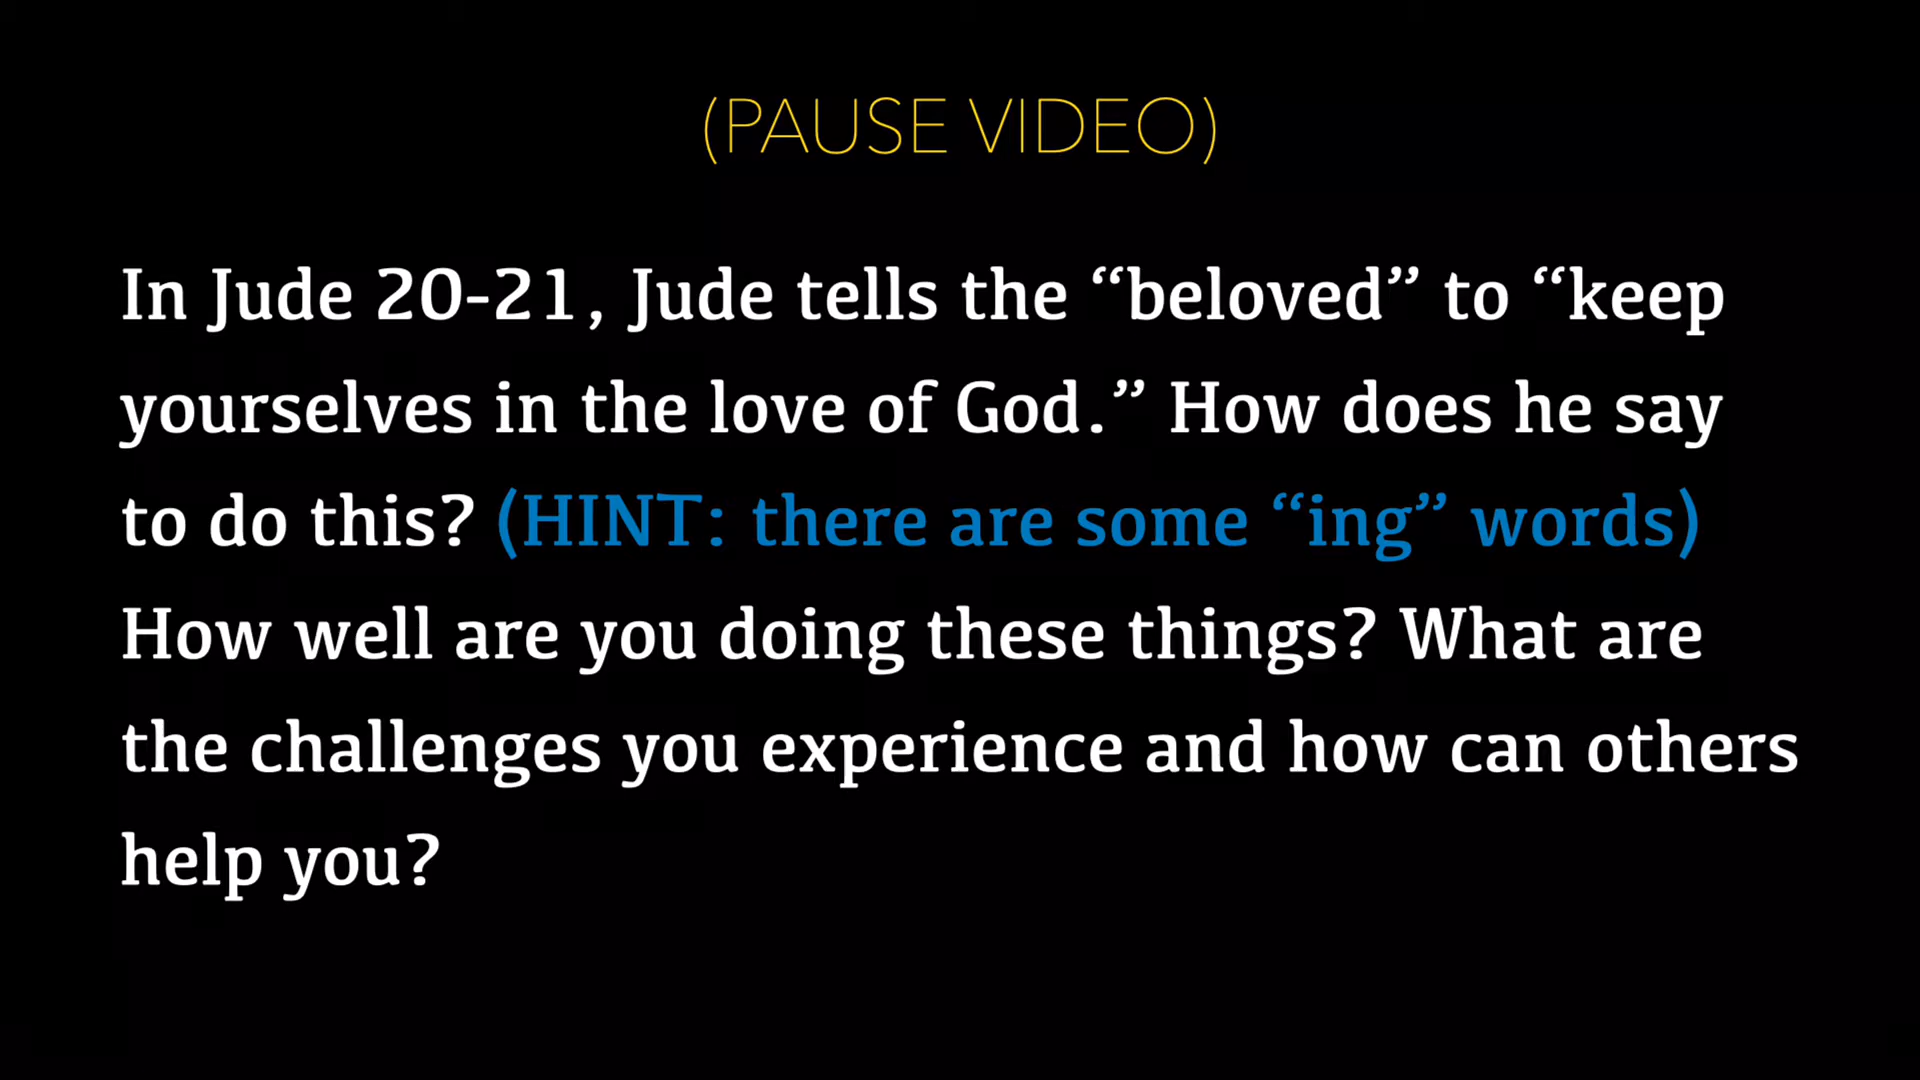 (PAUSE VIDEO)
In Jude 20-21, Jude tells the “beloved” to “keep
yourselves in the love of God.” How does he say
to do this? (HINT: there are some “ing” words)
How well are you doing these things? What are
the challenges you experience and how can others
help you?